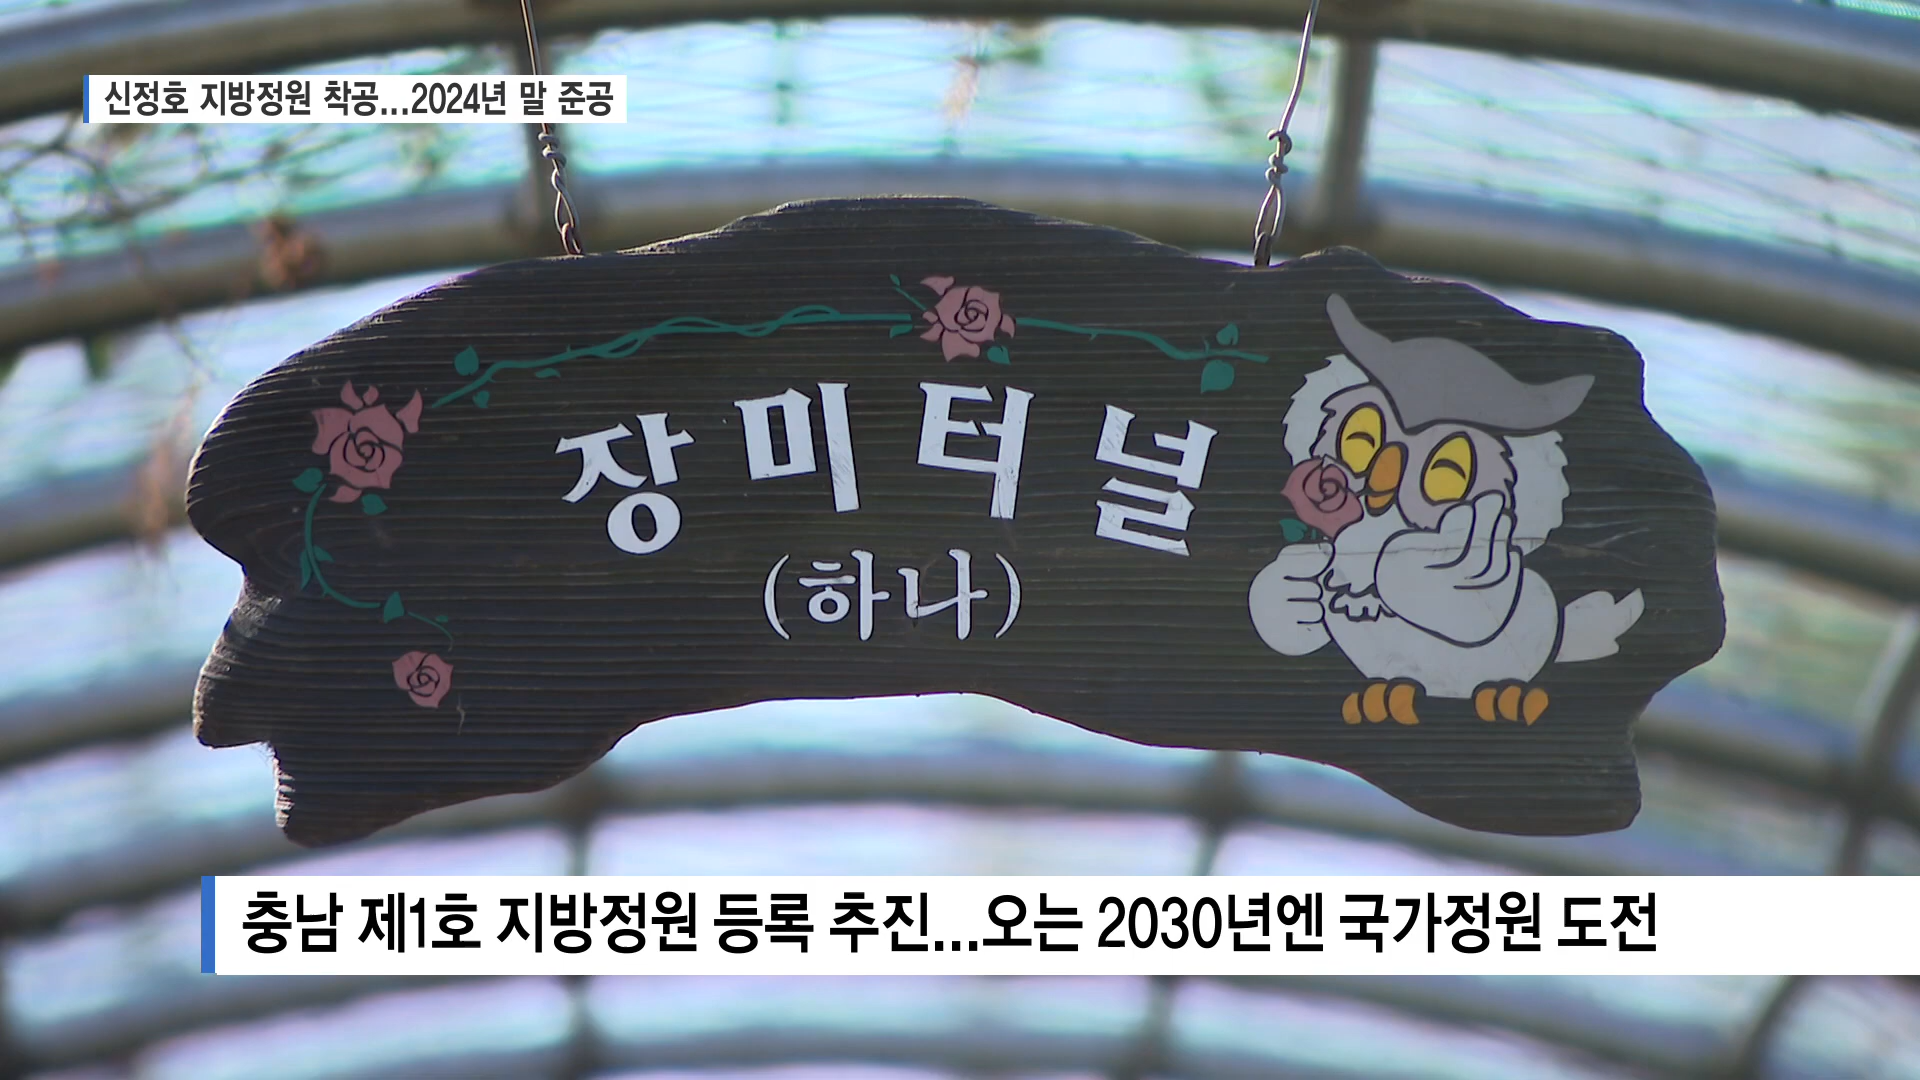 신정호 지방정원 착공...2024년 말 준공
장미터널
(하나)
충남 제1호 지방정원 등록 추진...오는 2030년엔 국가정원 도전